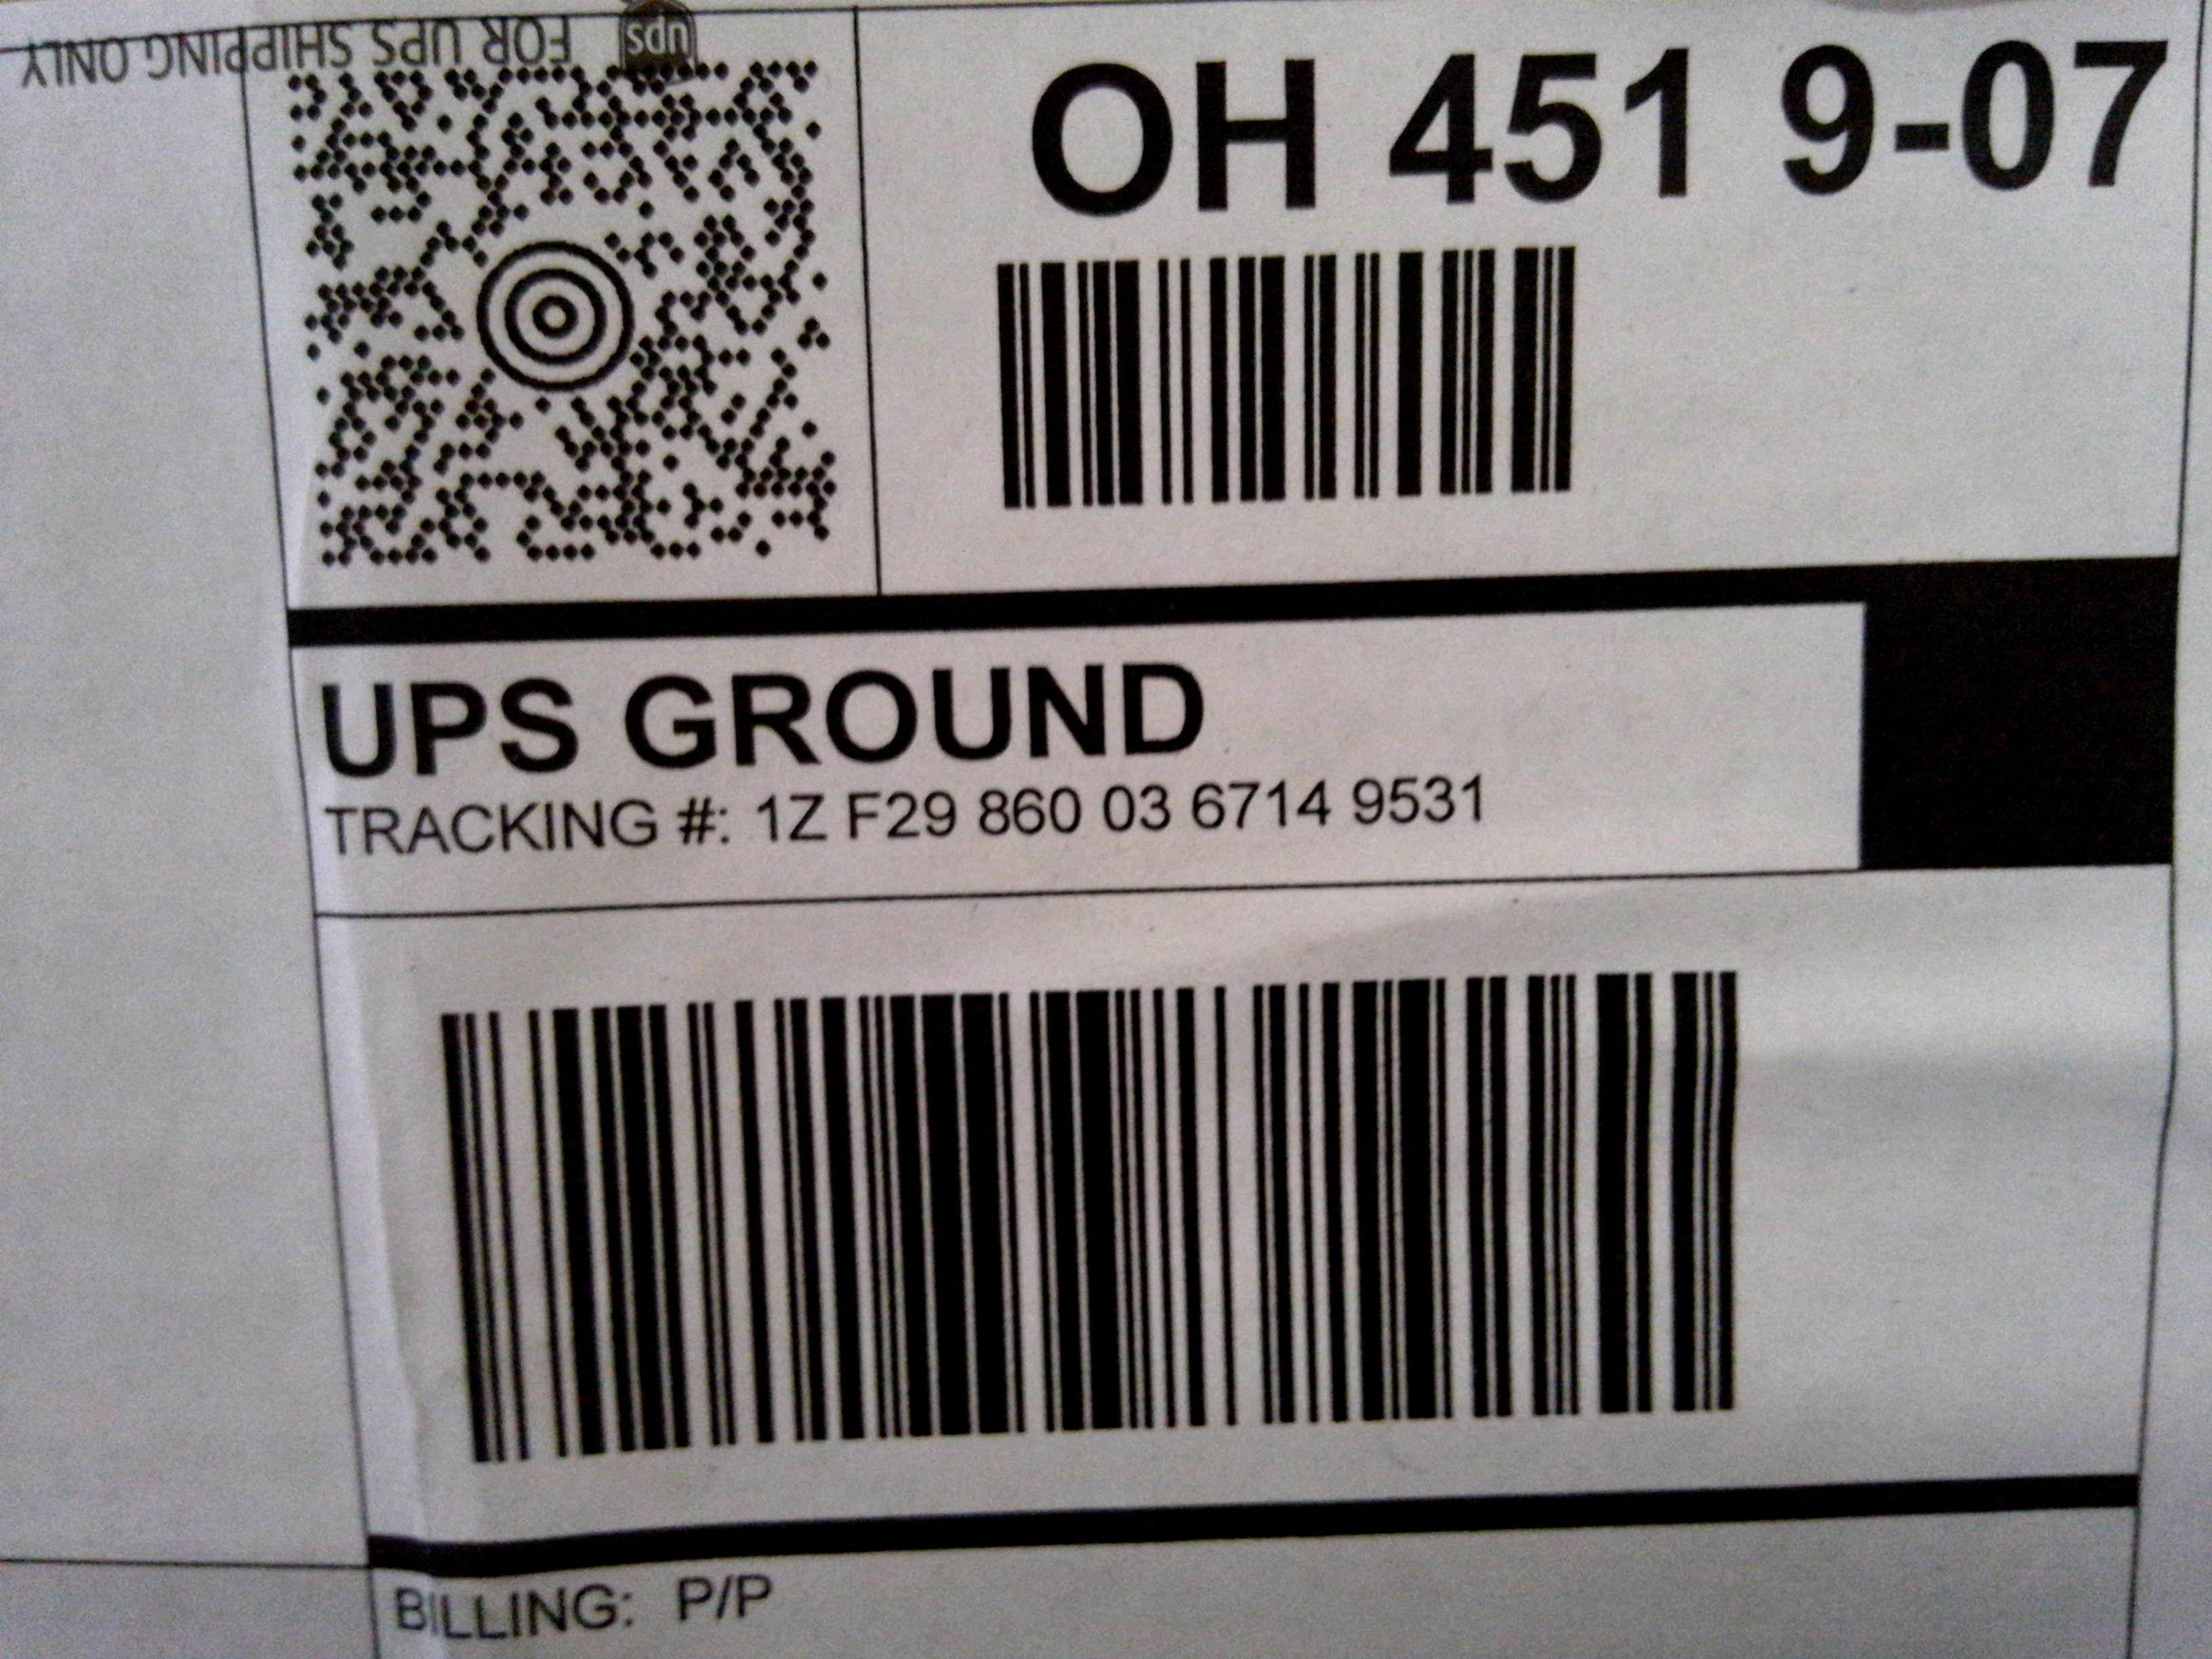 FOR UPS SHIPPING ONLY
ups
OH 451 9-07
UPS GROUND
TRACKING #: 1Z F29 860 03 6714 9531
BILLING: P/P